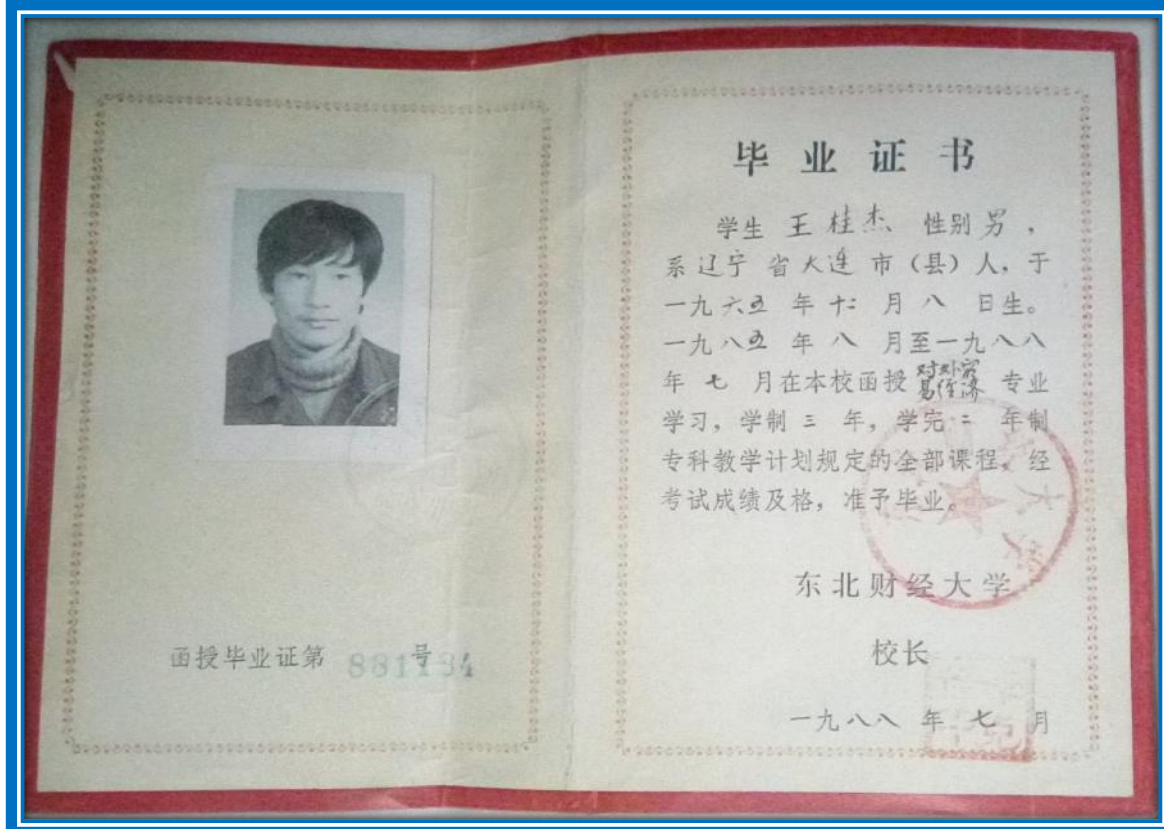 函授毕业证第 881134 号
毕业证书
学生 王桂杰 性别 男，
系辽宁省大连市（县）人，于
一九六五年十二月八日生。
一九八五年八月至一九八八
年七月在本校函授对外贸易经济专业
学习，学制三年，学完二年制
专科教学计划规定的全部课程，经
考试成绩及格，准予毕业。
东北财经大学
校长
一九八八年七月